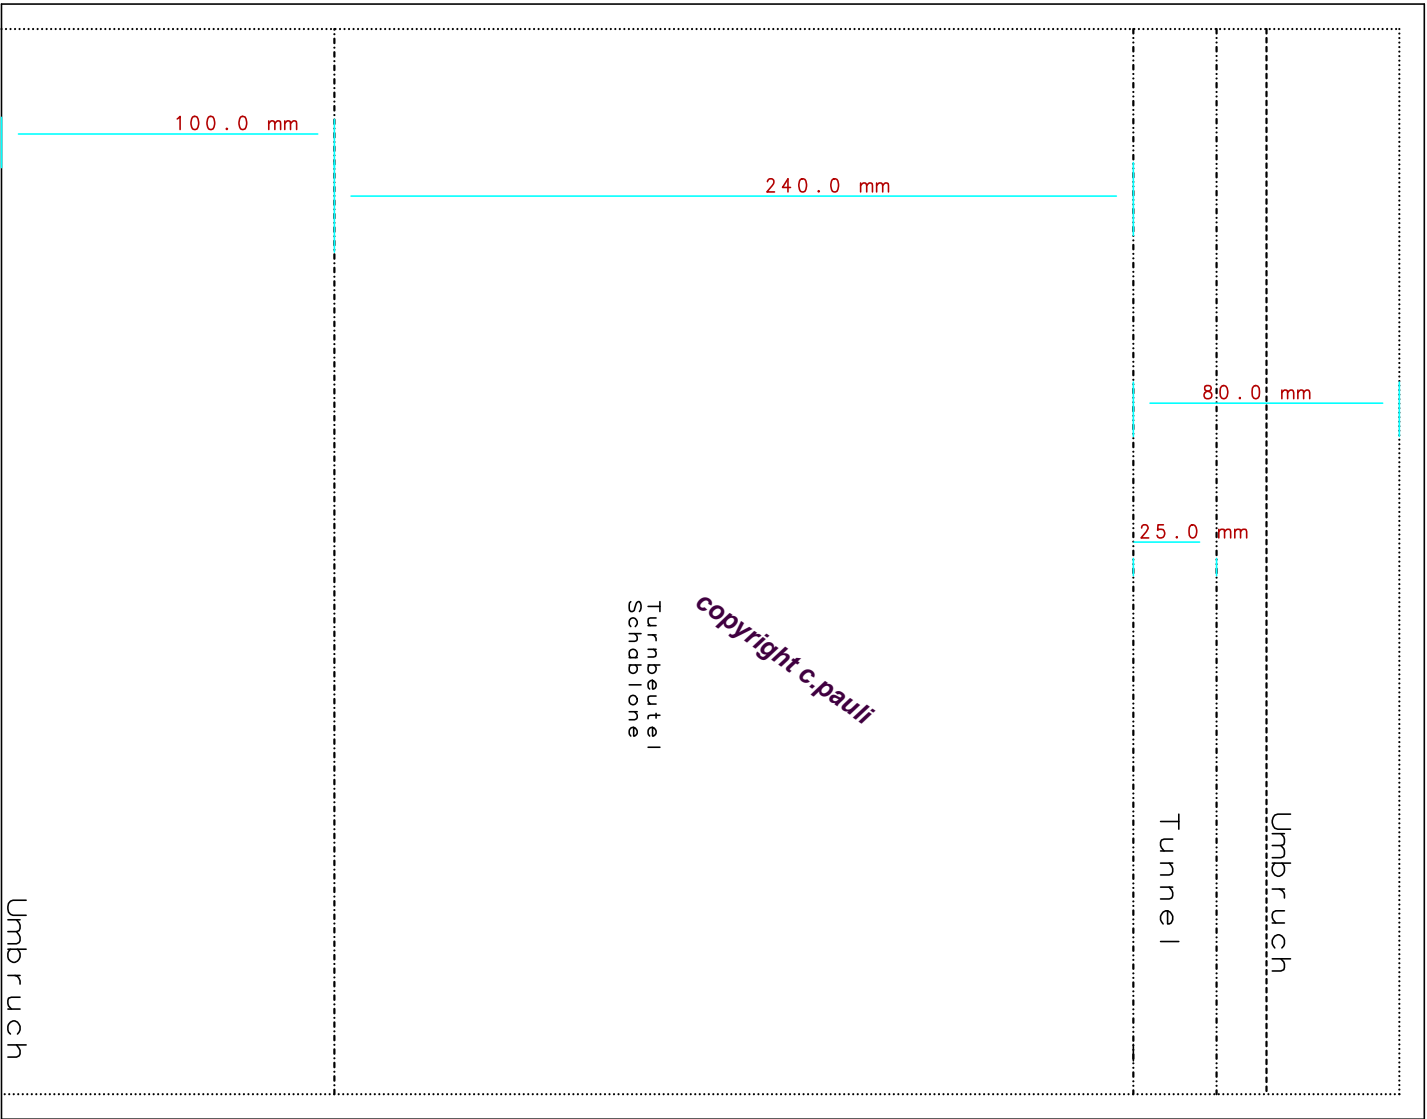 100.0 mm
240.0 mm
80.0 mm
25.0 mm
Turnbeutel
Schablone
copyright c.pauli
Tunnel
Umbruch
Umbruch